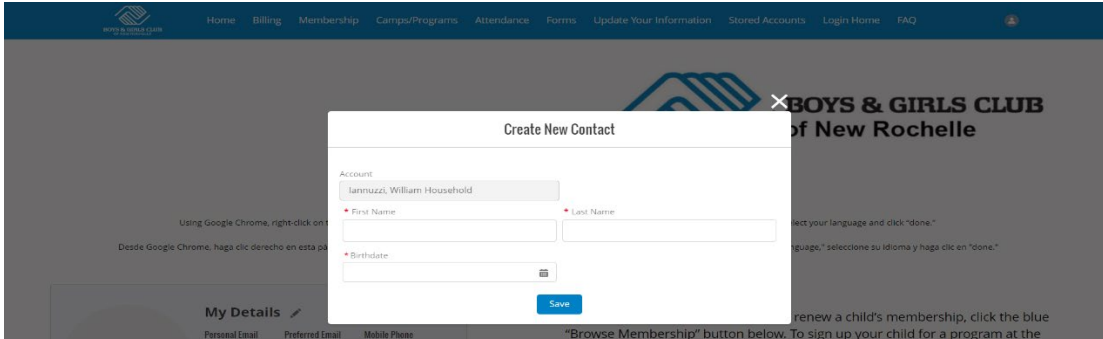 Home Billing Membership Camps/Programs Attendance Forms Update Your Information Stored Accounts Login Home FAQ
BOYS & GIRLS CLUB
BOYS & GIRLS CLUB
of New Rochelle
Create New Contact
Account
Iannuzzi, William Household
* First Name * Last Name
Using Google Chrome, right-click on lect your language and click "done."
Desde Google Chrome, haga clic derecho en esta pá nguage," seleccione su idioma y haga clic en "done."
* Birthdate
Save
My Details
renew a child's membership, click the blue
Personal Email Preferred Email Mobile Phone
"Browse Membership" button below. To sign up your child for a program at the